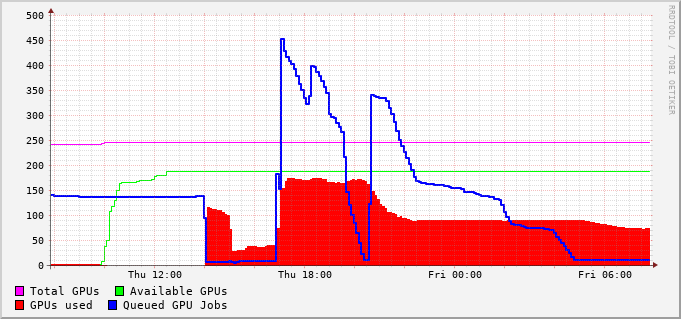 500
450
400
350
300
250
200
150
100
50
0
Thu 12:00 Thu 18:00 Fri 00:00 Fri 06:00
Total GPUs Available GPUs
GPUs used Queued GPU Jobs
RRDTOOL / TOBI OETIKER